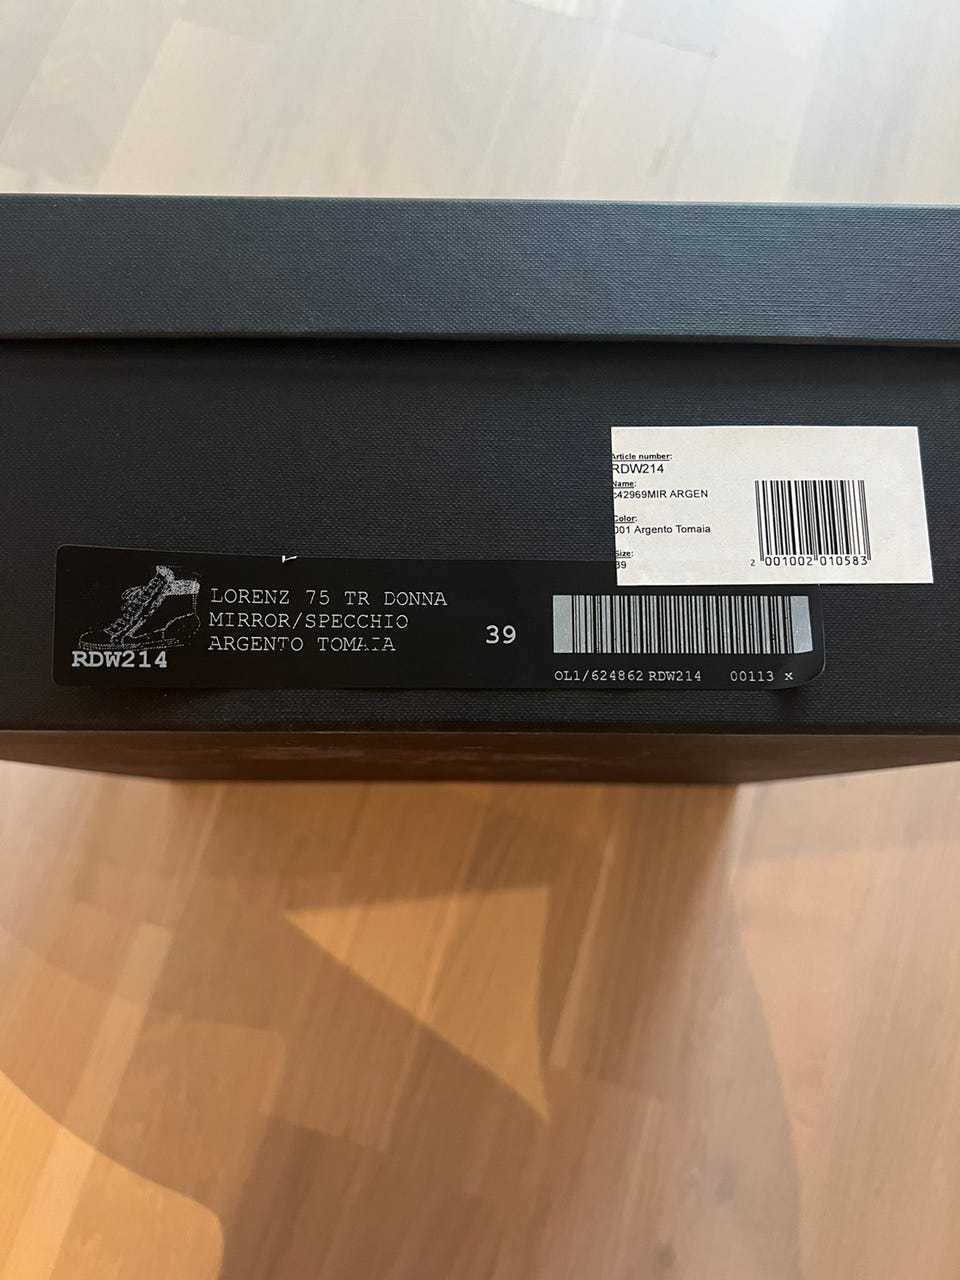 Article number:
RDW214
Name:
c42969MIR ARGEN
Color:
001 Argento Tomaia
Size:
39
2 001002 010583
LORENZ 75 TR DONNA
MIRROR/SPECCHIO
ARGENTO TOMAIA
39
RDW214
OL1/624862 RDW214 00113 x